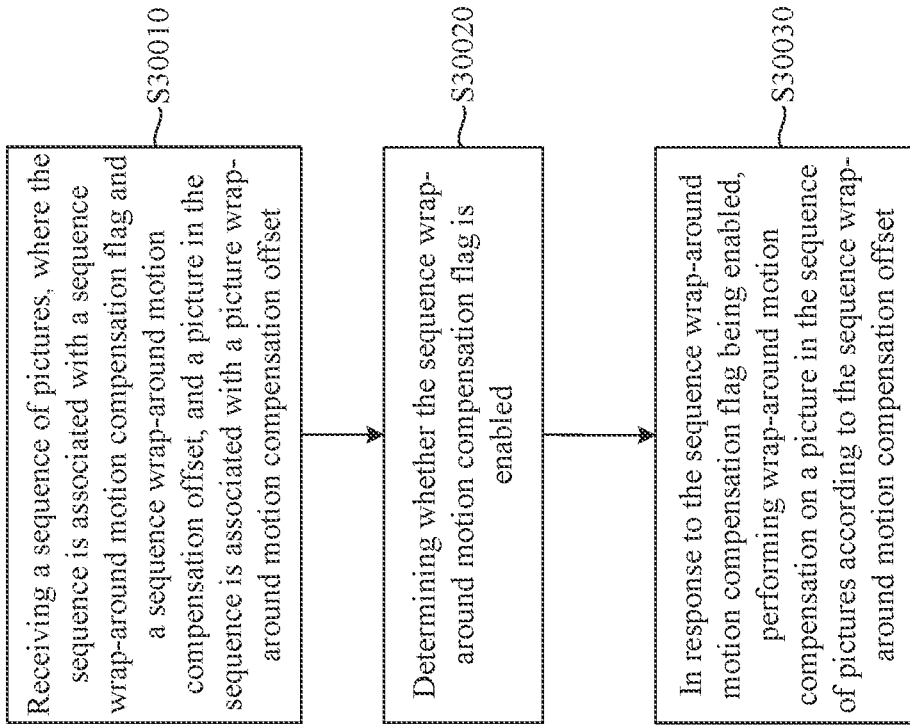 Receiving a sequence of pictures, where the
sequence is associated with a sequence
wrap-around motion compensation flag and
a sequence wrap-around motion
compensation offset, and a picture in the
sequence is associated with a picture wrap-
around motion compensation offset
S30010
Determining whether the sequence wrap-
around motion compensation flag is
enabled
S30020
In response to the sequence wrap-around
motion compensation flag being enabled,
performing wrap-around motion
compensation on a picture in the sequence
of pictures according to the sequence wrap-
around motion compensation offset
S30030